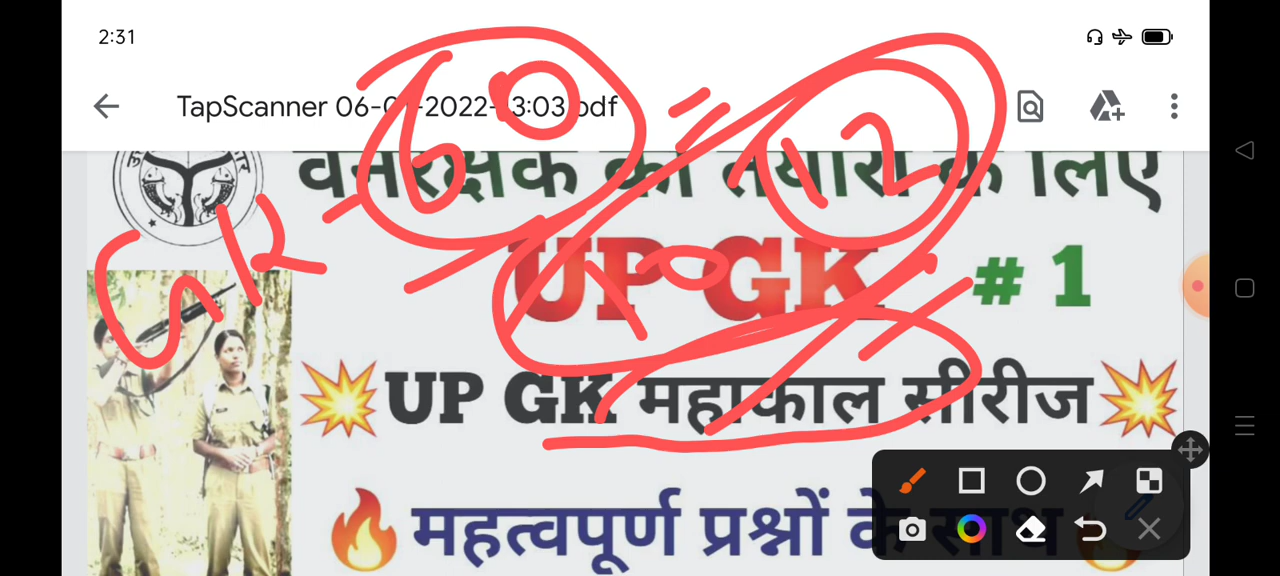 2:31
TapScanner 06-0-2022-3:03.pdf
वनरक्षक की तैयारी के लिए
GK - 60 = 12
UP GK # 1
UP GK महाकाल सीरीज
महत्वपूर्ण प्रश्नों के साथ